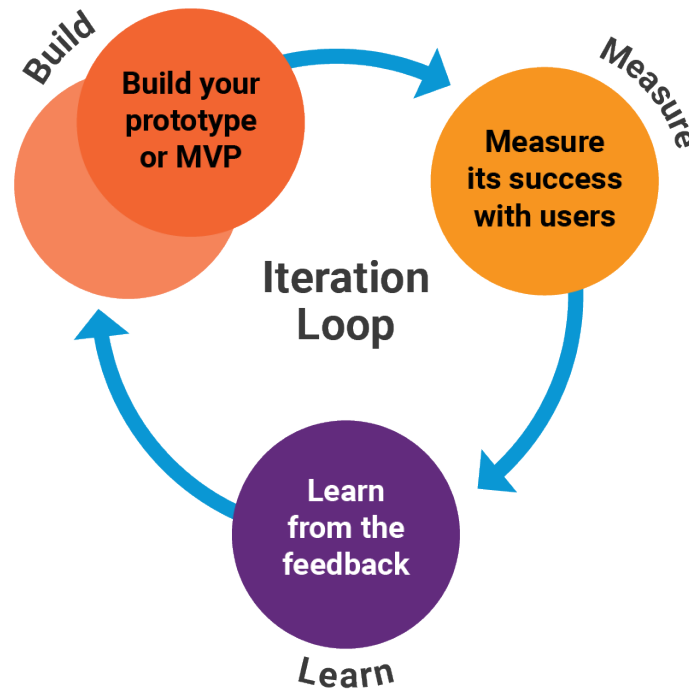 Build
Build your
prototype
or MVP
Measure
Measure
its success
with users
Iteration
Loop
Learn
from the
feedback
Learn